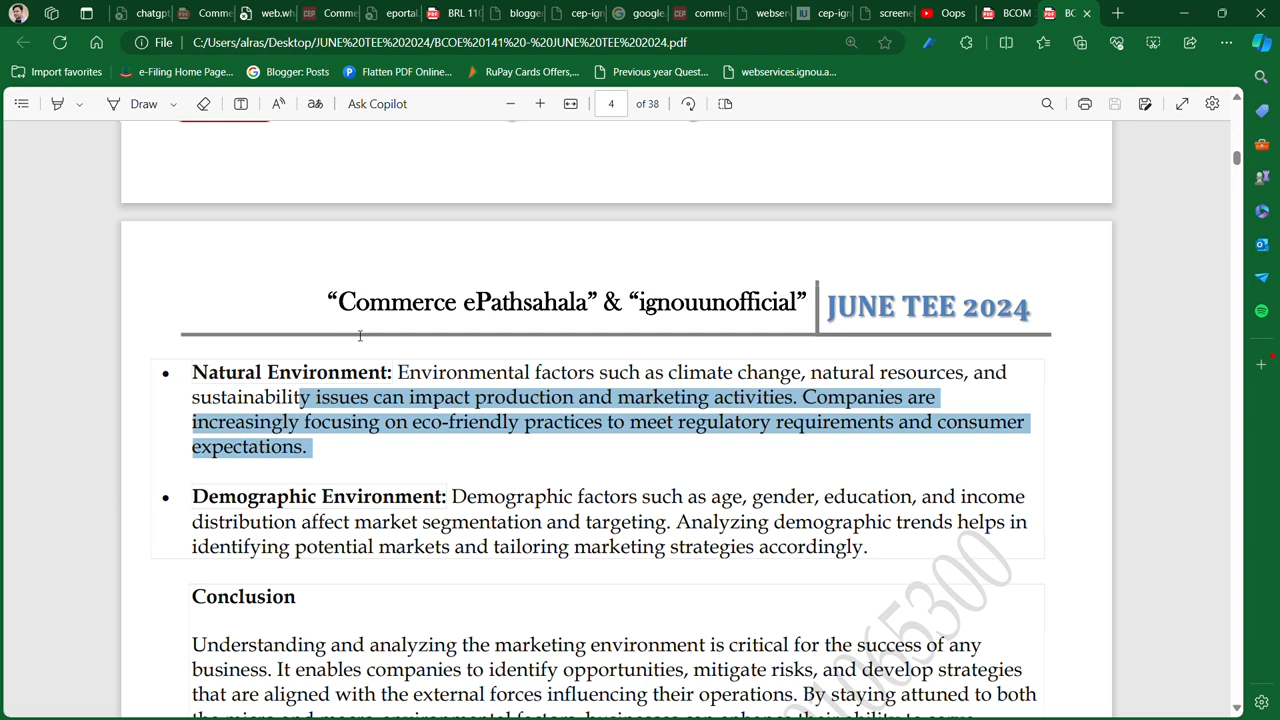 chatgpt
Comme
web.wh
Comme
eportal.
BRL 110
blogge
cep-ign
google.
comme
webser
cep-ign
screene
Oops
BCOM
BC
File
C:/Users/alras/Desktop/JUNE%20TEE%202024/BCOE%20141%20-%20JUNE%20TEE%202024.pdf
Import favorites
e-Filing Home Page...
Blogger: Posts
Flatten PDF Online...
RuPay Cards Offers,...
Previous year Quest...
webservices.ignou.a...
Draw
Ask Copilot
4 of 38
“Commerce ePathsahala” & “ignouunofficial” JUNE TEE 2024
• Natural Environment: Environmental factors such as climate change, natural resources, and
sustainability issues can impact production and marketing activities. Companies are
increasingly focusing on eco-friendly practices to meet regulatory requirements and consumer
expectations.
• Demographic Environment: Demographic factors such as age, gender, education, and income
distribution affect market segmentation and targeting. Analyzing demographic trends helps in
identifying potential markets and tailoring marketing strategies accordingly.
Conclusion
Understanding and analyzing the marketing environment is critical for the success of any
business. It enables companies to identify opportunities, mitigate risks, and develop strategies
that are aligned with the external forces influencing their operations. By staying attuned to both